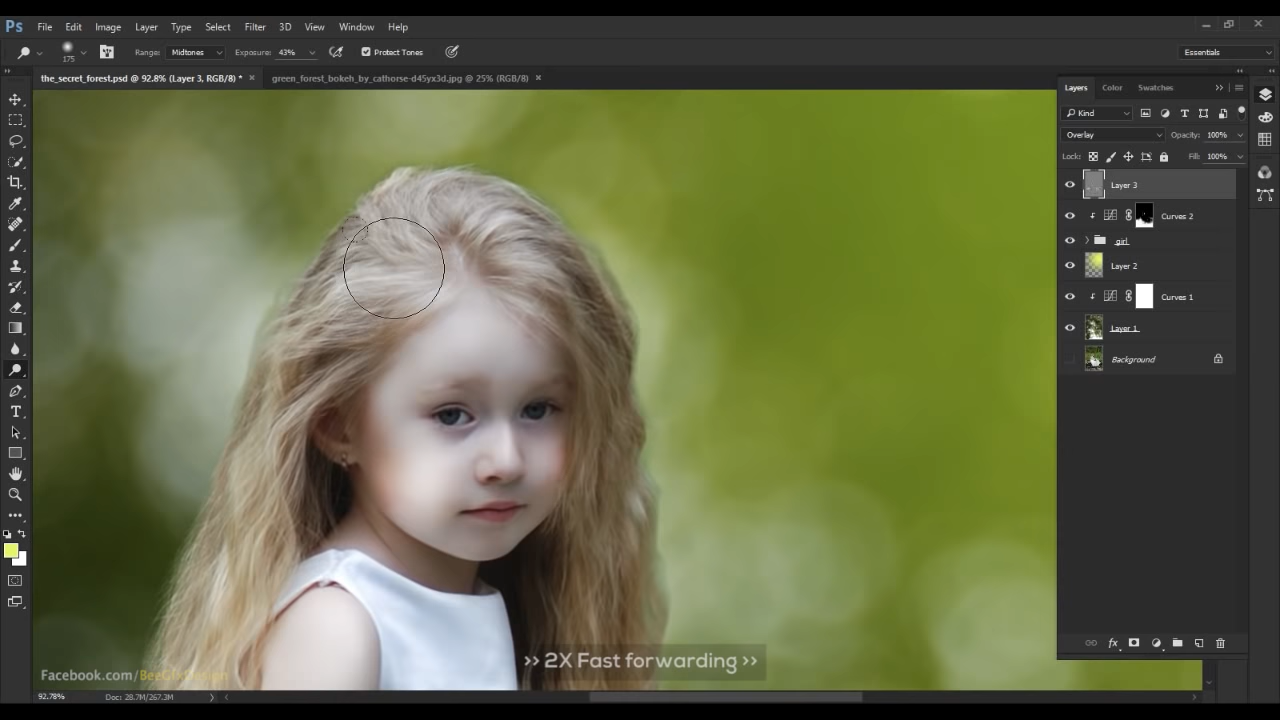 Ps File Edit Image Layer Type Select Filter 3D View Window Help
175 Range: Midtones Exposure: 43% Protect Tones Essentials
the_secret_forest.psd @ 92.8% (Layer 3, RGB/8) * × green_forest_bokeh_by_cathorse-d45yx3d.jpg @ 25% (RGB/8) ×
Layers Color Swatches
Kind
Overlay Opacity: 100%
Lock: Fill: 100%
Layer 3
Curves 2
girl
Layer 2
Curves 1
Layer 1
Background
>> 2X Fast forwarding >>
92.78% Doc: 28.7M/267.3M